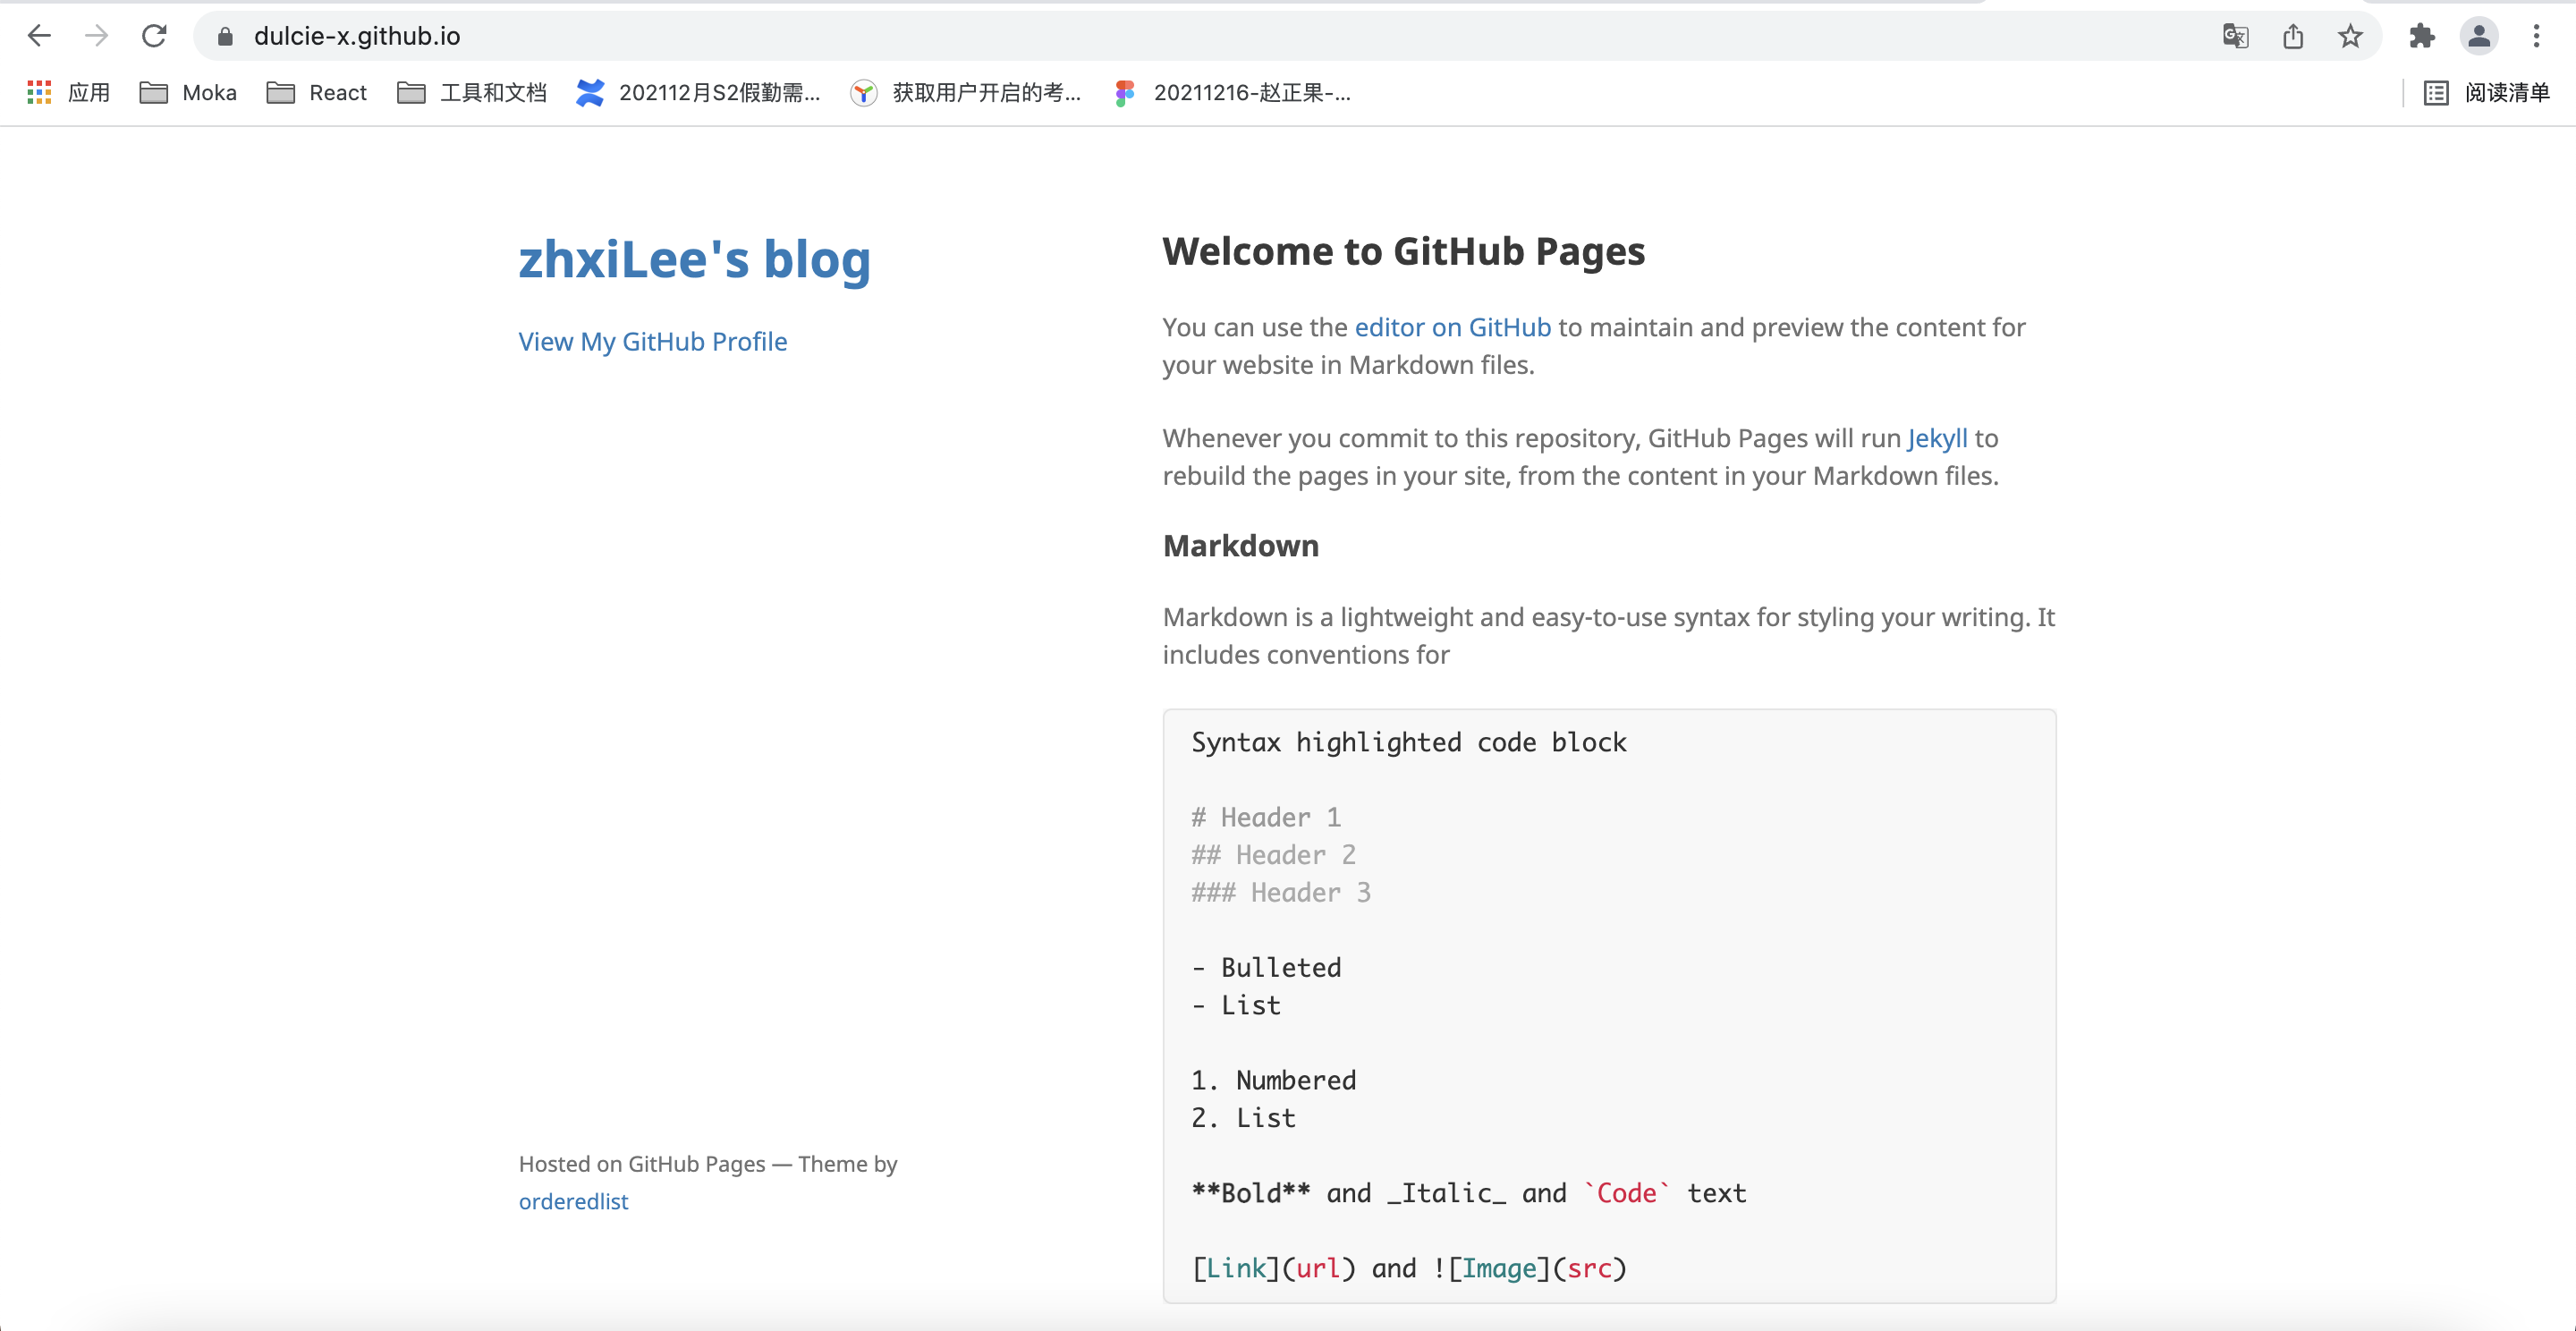 dulcie-x.github.io
应用 Moka React 工具和文档 202112月S2假勤需... 获取用户开启的考... 20211216-赵正果-... 阅读清单
zhxiLee's blog
View My GitHub Profile
Hosted on GitHub Pages — Theme by
orderedlist
Welcome to GitHub Pages
You can use the editor on GitHub to maintain and preview the content for
your website in Markdown files.
Whenever you commit to this repository, GitHub Pages will run Jekyll to
rebuild the pages in your site, from the content in your Markdown files.
Markdown
Markdown is a lightweight and easy-to-use syntax for styling your writing. It
includes conventions for
Syntax highlighted code block
# Header 1
## Header 2
### Header 3
- Bulleted
- List
1. Numbered
2. List
**Bold** and _Italic_ and `Code` text
[Link](url) and ![Image](src)